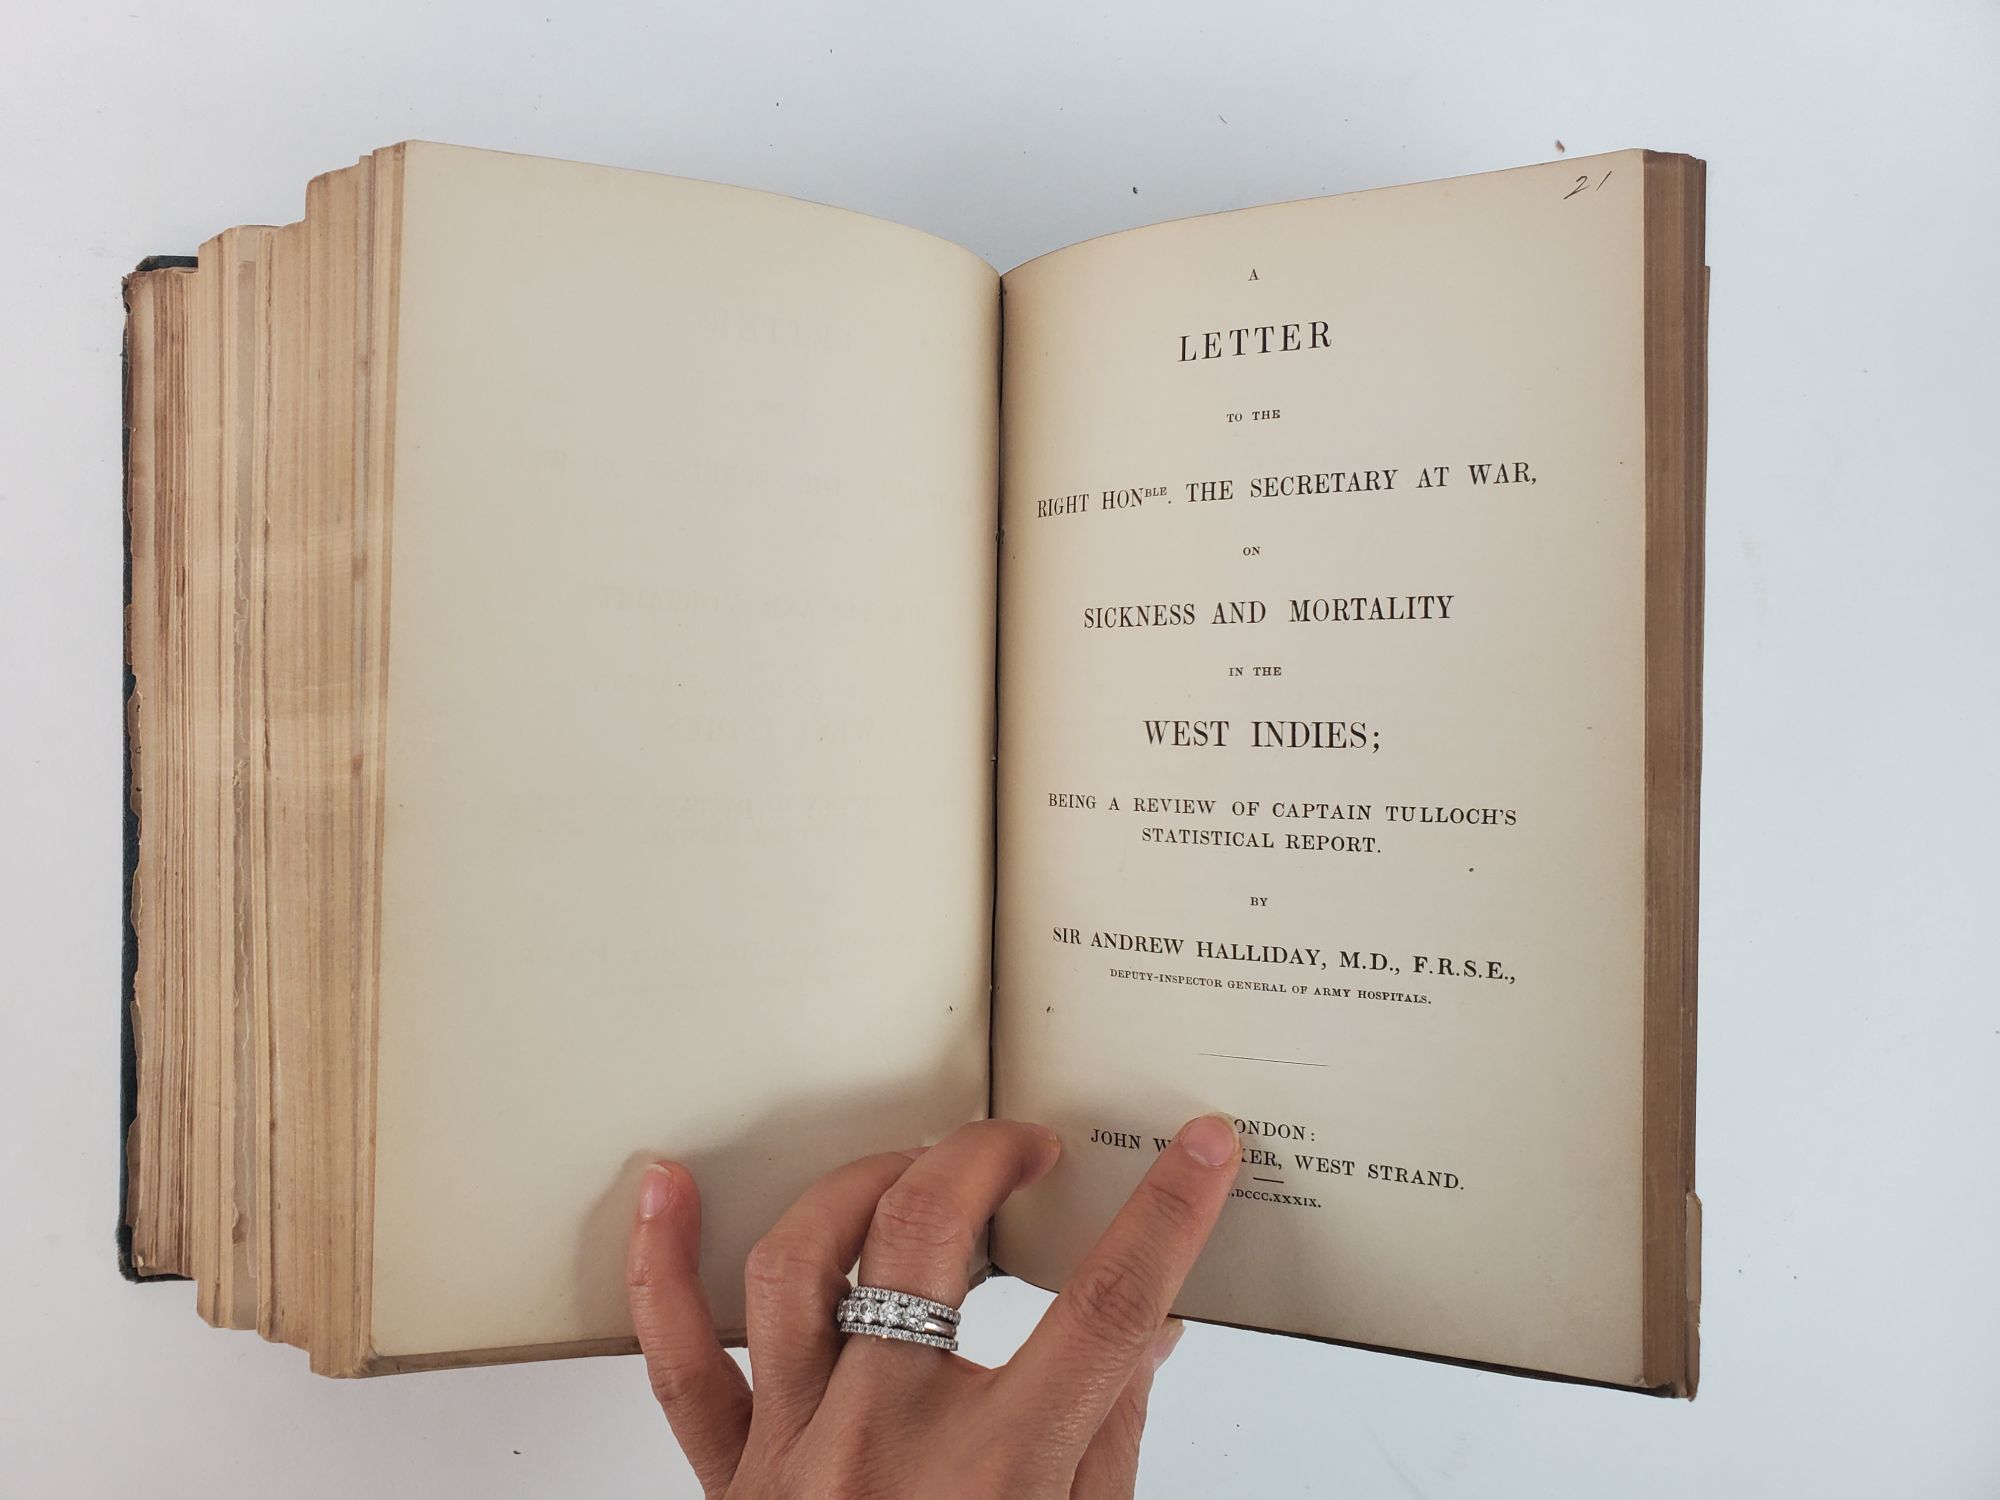 21
A
LETTER
TO THE
RIGHT HONBLE. THE SECRETARY AT WAR,
ON
SICKNESS AND MORTALITY
IN THE
WEST INDIES;
BEING A REVIEW OF CAPTAIN TULLOCH'S
STATISTICAL REPORT.
BY
SIR ANDREW HALLIDAY, M.D., F.R.S.E.,
DEPUTY-INSPECTOR GENERAL OF ARMY HOSPITALS.
ONDON:
JOHN WEST STRAND.
.DCCC.XXXIX.